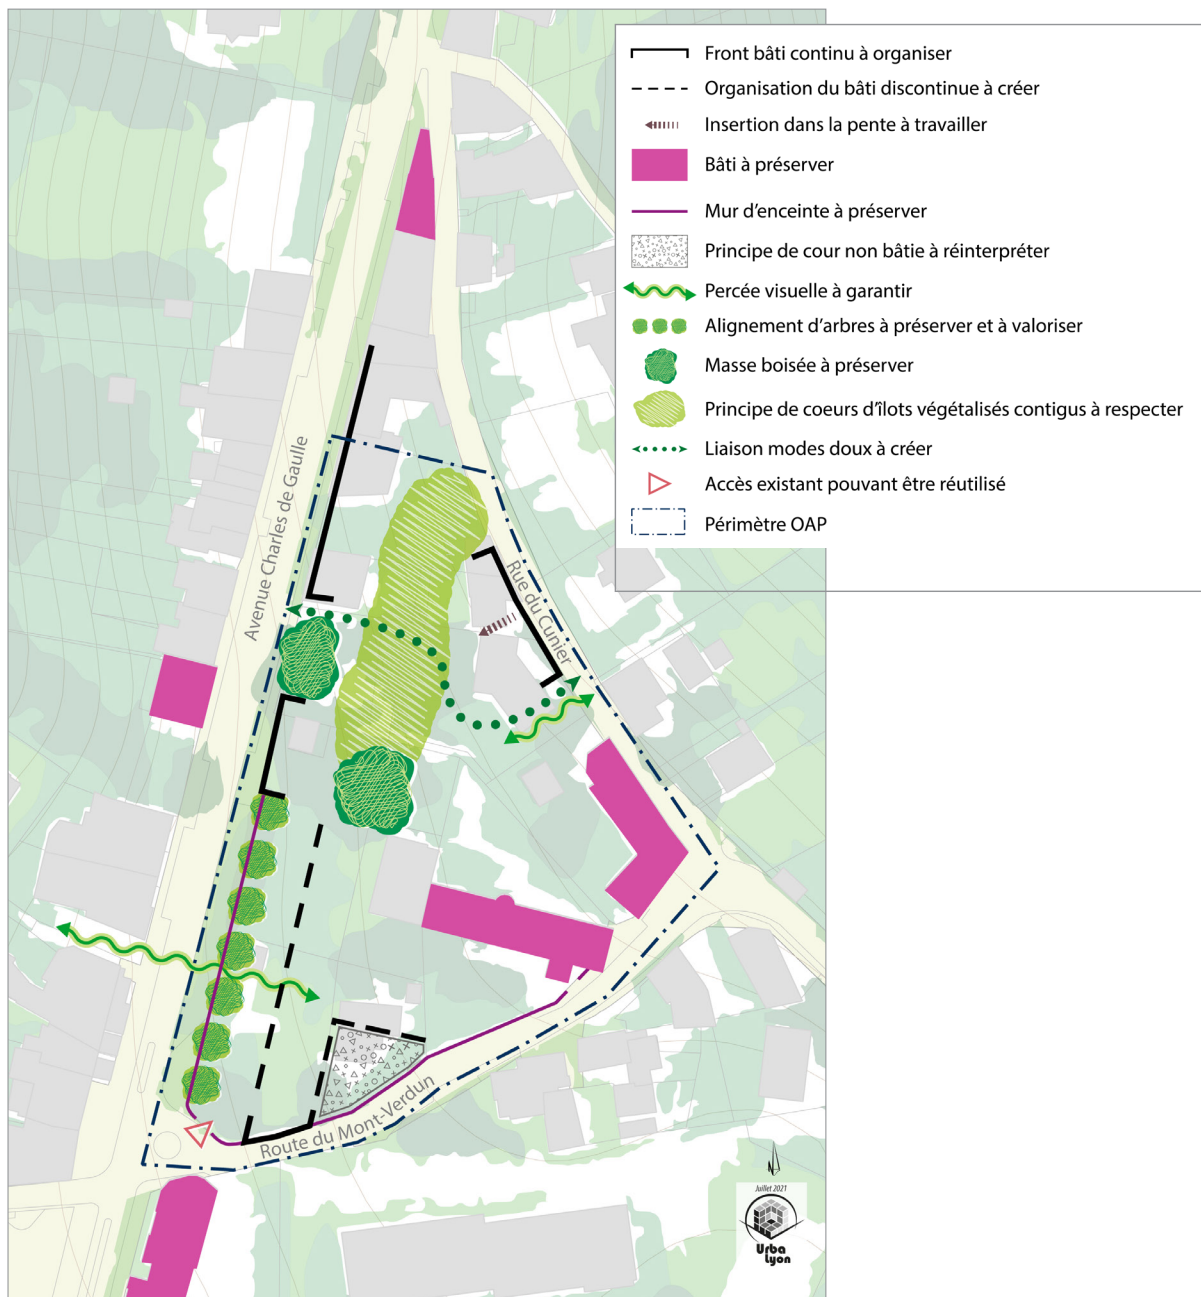 Front bâti continu à organiser
Organisation du bâti discontinue à créer
Insertion dans la pente à travailler
Bâti à préserver
Mur d'enceinte à préserver
Principe de cour non bâtie à réinterpréter
Percée visuelle à garantir
Alignement d'arbres à préserver et à valoriser
Masse boisée à préserver
Principe de coeurs d'îlots végétalisés contigus à respecter
Liaison modes doux à créer
Accès existant pouvant être réutilisé
Périmètre OAP
Avenue Charles de Gaulle
Rue du Cunier
Route du Mont-Verdun
N
Juillet 2021
Urba
Lyon